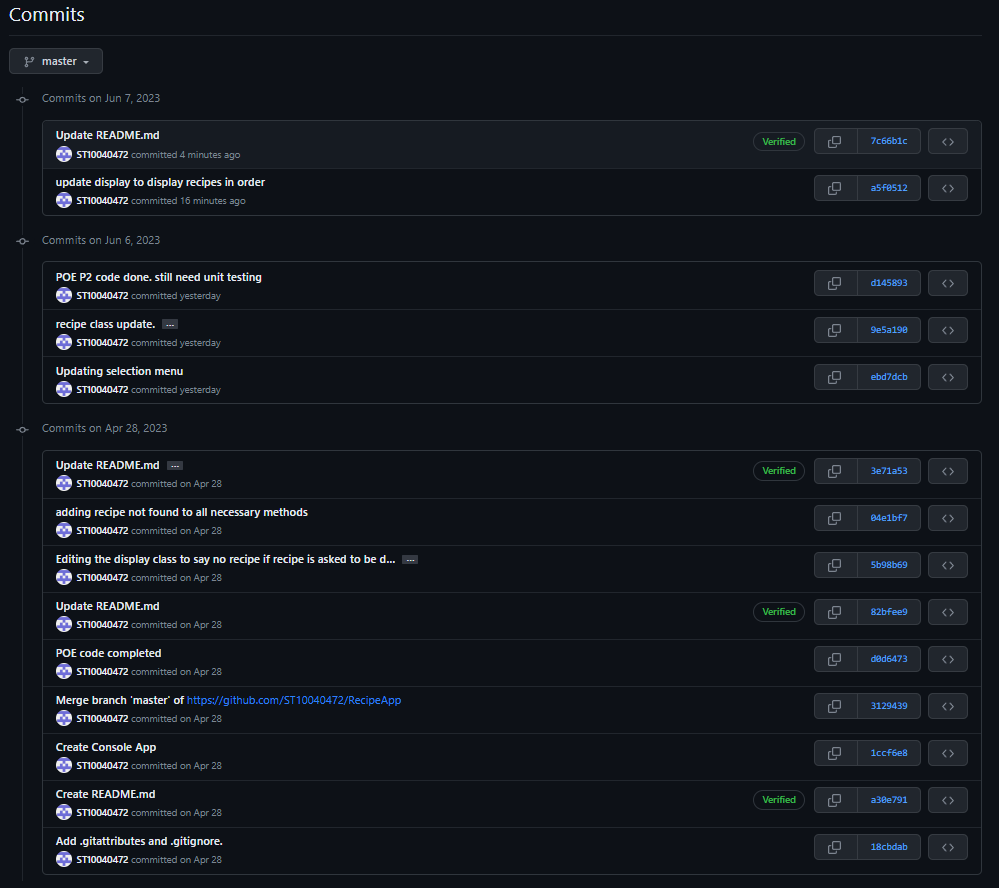 Commits
master
Commits on Jun 7, 2023
Update README.md
Verified
7c66b1c
ST10040472 committed 4 minutes ago
update display to display recipes in order
a5f0512
ST10040472 committed 16 minutes ago
Commits on Jun 6, 2023
POE P2 code done. still need unit testing
d145893
ST10040472 committed yesterday
recipe class update. ...
9e5a190
ST10040472 committed yesterday
Updating selection menu
ebd7dcb
ST10040472 committed yesterday
Commits on Apr 28, 2023
Update README.md ...
Verified
3e71a53
ST10040472 committed on Apr 28
adding recipe not found to all necessary methods
04e1bf7
ST10040472 committed on Apr 28
Editing the display class to say no recipe if recipe is asked to be d... ...
5b98b69
ST10040472 committed on Apr 28
Update README.md
Verified
82bfee9
ST10040472 committed on Apr 28
POE code completed
d0d6473
ST10040472 committed on Apr 28
Merge branch 'master' of https://github.com/ST10040472/RecipeApp
3129439
ST10040472 committed on Apr 28
Create Console App
1ccf6e8
ST10040472 committed on Apr 28
Create README.md
Verified
a30e791
ST10040472 committed on Apr 28
Add .gitattributes and .gitignore.
18cbdab
ST10040472 committed on Apr 28